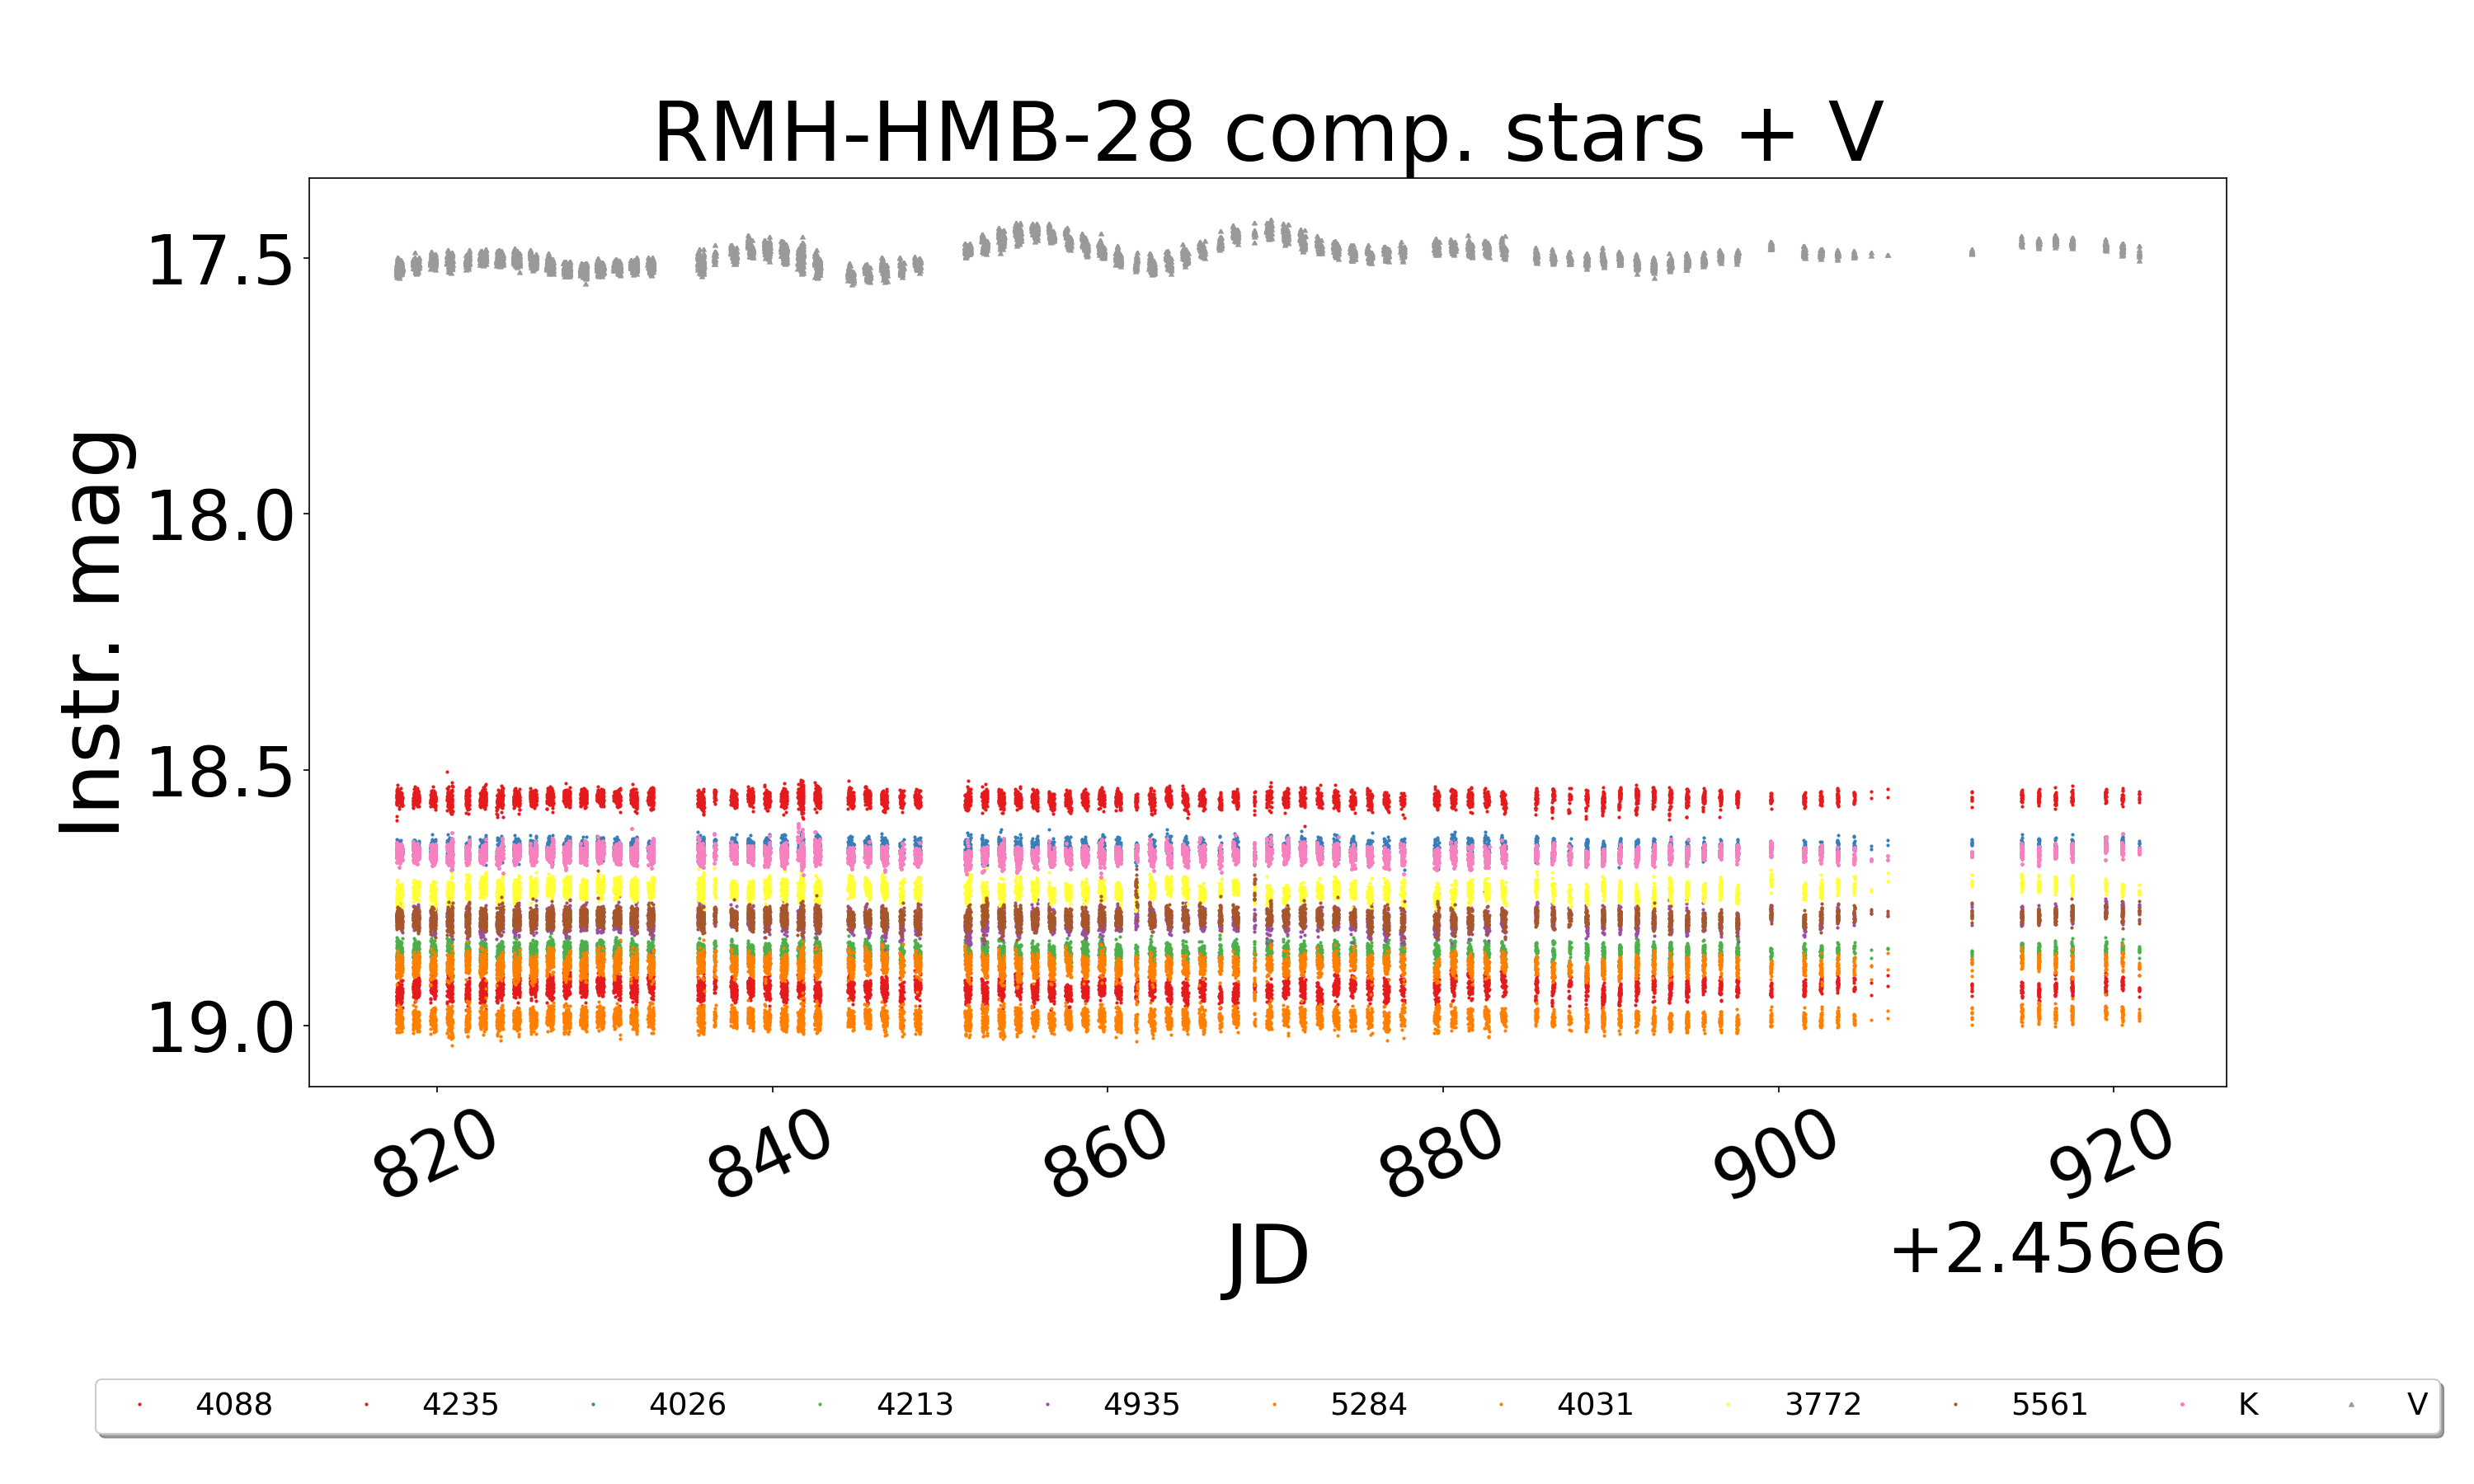 RMH-HMB-28 comp. stars + V
Instr. mag
17.5
18.0
18.5
19.0
820 840 860 880 900 920
JD
+2.456e6
4088 4235 4026 4213 4935 5284 4031 3772 5561 K V